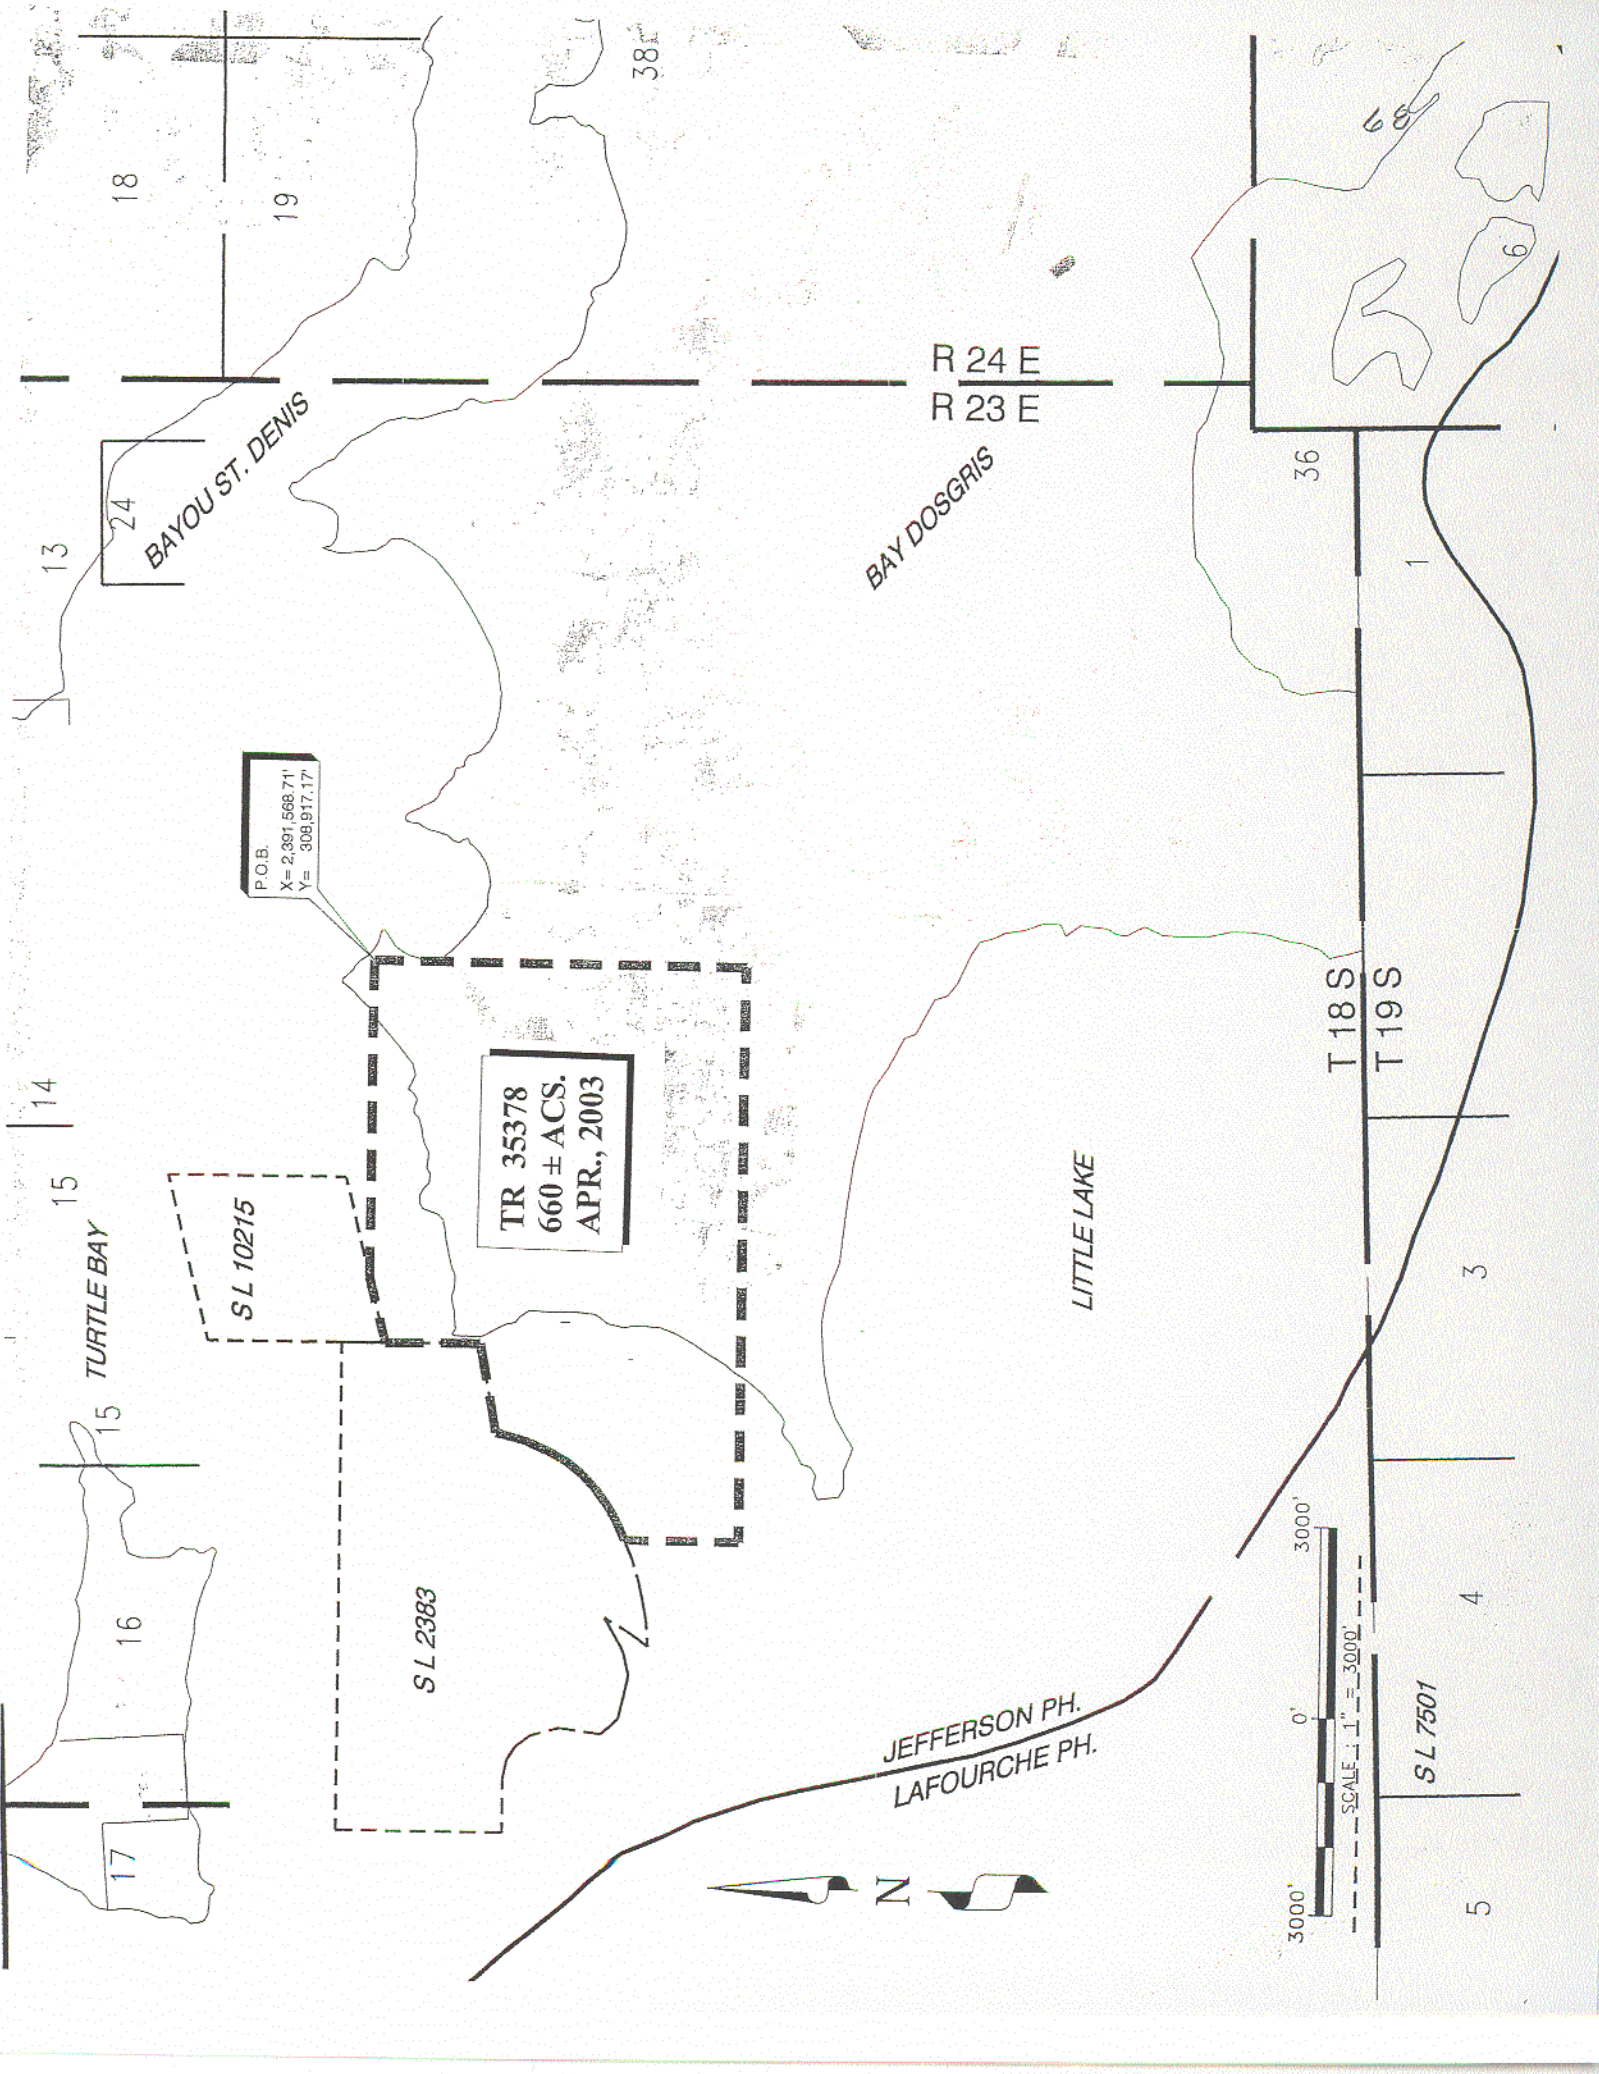 TURTLE BAY
15
14
13
24
18
19
17
16
15
BAYOU ST. DENIS
38
P.O.B.
X= 2,391,568.71'
Y= 308,917.17'
S L 10215
S L 2383
TR 35378
660 ± ACS.
APR., 2003
R 23 E
R 24 E
BAY DOSGRIS
LITTLE LAKE
JEFFERSON PH.
LAFOURCHE PH.
N
T 18 S
T 19 S
36
1
3
4
5
6
S L 7501
3000'
0'
3000'
SCALE : 1" = 3000'